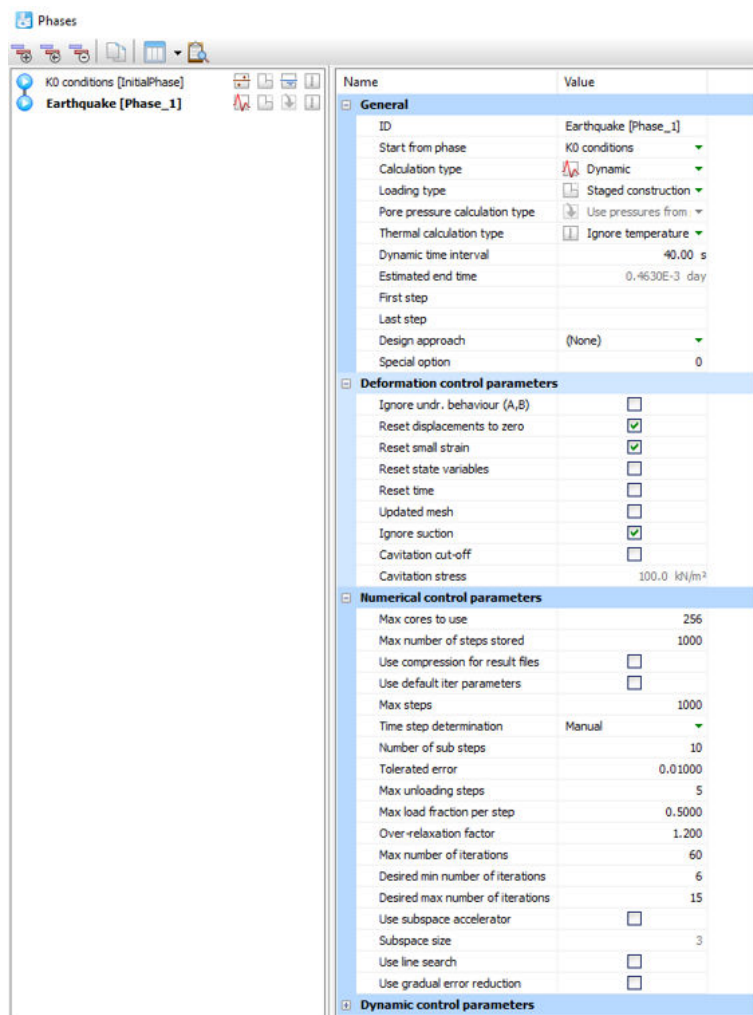 Phases
K0 conditions [InitialPhase]
Earthquake [Phase_1]
Name Value
General
ID Earthquake [Phase_1]
Start from phase K0 conditions
Calculation type Dynamic
Loading type Staged construction
Pore pressure calculation type Use pressures from
Thermal calculation type Ignore temperature
Dynamic time interval 40.00 s
Estimated end time 0.4630E-3 day
First step
Last step
Design approach (None)
Special option 0
Deformation control parameters
Ignore undr. behaviour (A,B)
Reset displacements to zero
Reset small strain
Reset state variables
Reset time
Updated mesh
Ignore suction
Cavitation cut-off
Cavitation stress 100.0 kN/m²
Numerical control parameters
Max cores to use 256
Max number of steps stored 1000
Use compression for result files
Use default iter parameters
Max steps 1000
Time step determination Manual
Number of sub steps 10
Tolerated error 0.01000
Max unloading steps 5
Max load fraction per step 0.5000
Over-relaxation factor 1.200
Max number of iterations 60
Desired min number of iterations 6
Desired max number of iterations 15
Use subspace accelerator
Subspace size 3
Use line search
Use gradual error reduction
Dynamic control parameters